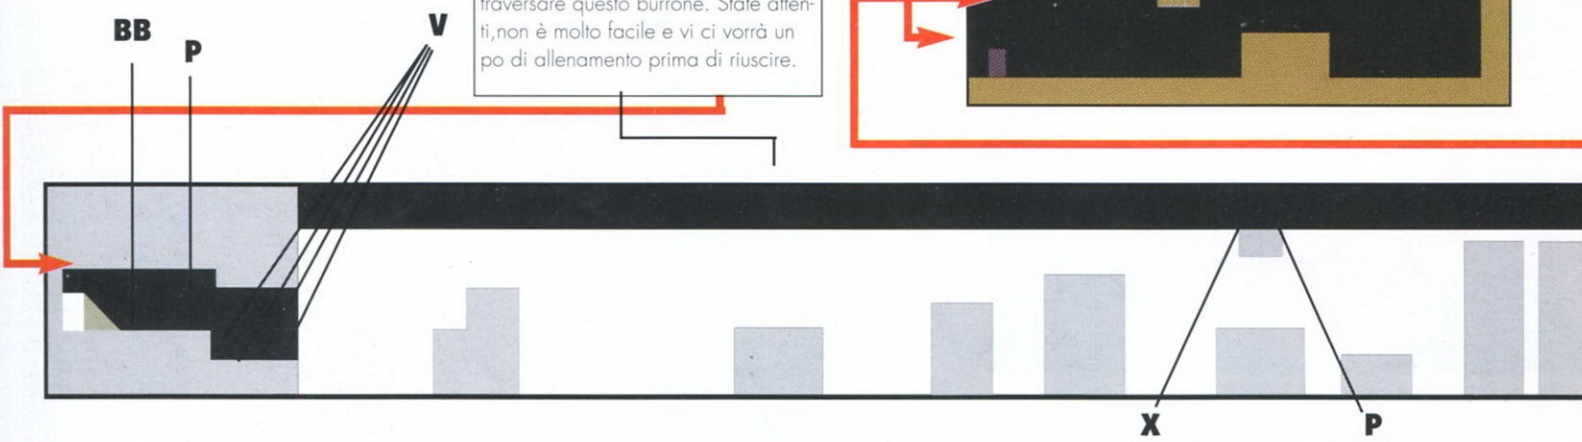 traversare questo burrone. State atten-
ti,non è molto facile e vi ci vorrà un
po di allenamento prima di riuscire.
BB
P
V
X
P